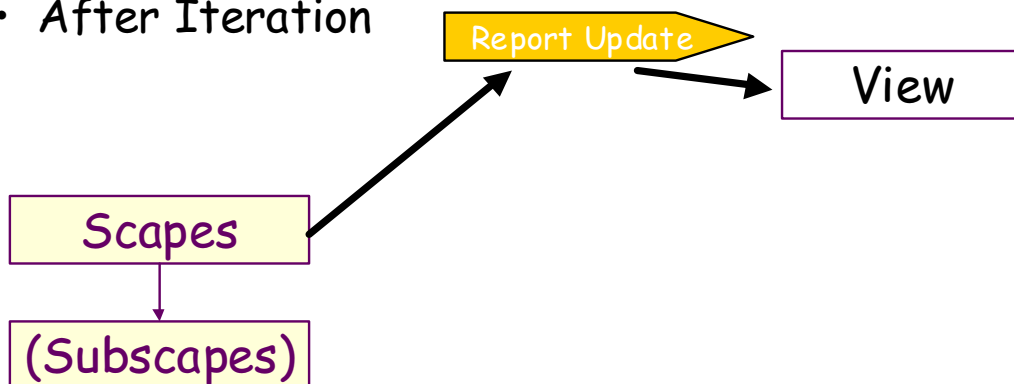 • After Iteration
Report Update
View
Scapes
(Subscapes)